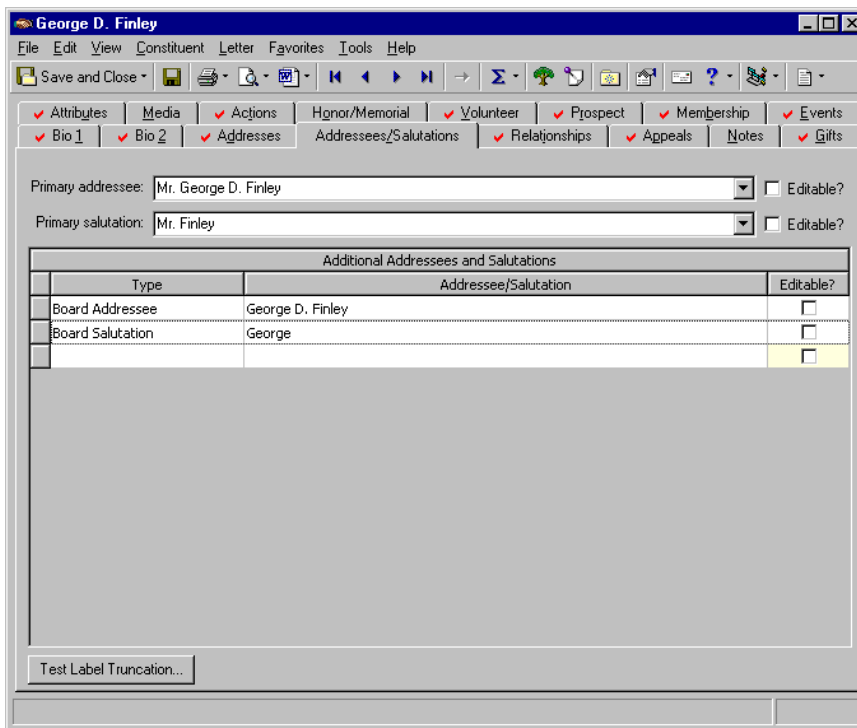 George D. Finley
File Edit View Constituent Letter Favorites Tools Help
Save and Close
Attributes Media Actions Honor/Memorial Volunteer Prospect Membership Events
Bio 1 Bio 2 Addresses Addressees/Salutations Relationships Appeals Notes Gifts
Primary addressee: Mr. George D. Finley Editable?
Primary salutation: Mr. Finley Editable?
Additional Addressees and Salutations
Type Addressee/Salutation Editable?
Board Addressee George D. Finley
Board Salutation George
Test Label Truncation...